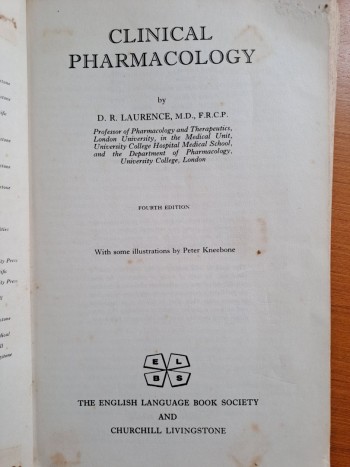 CLINICAL
PHARMACOLOGY
by
D. R. LAURENCE, M.D., F.R.C.P.
Professor of Pharmacology and Therapeutics,
London University, in the Medical Unit,
University College Hospital Medical School,
and the Department of Pharmacology,
University College, London
FOURTH EDITION
With some illustrations by Peter Kneebone
E L
B S
THE ENGLISH LANGUAGE BOOK SOCIETY
AND
CHURCHILL LIVINGSTONE